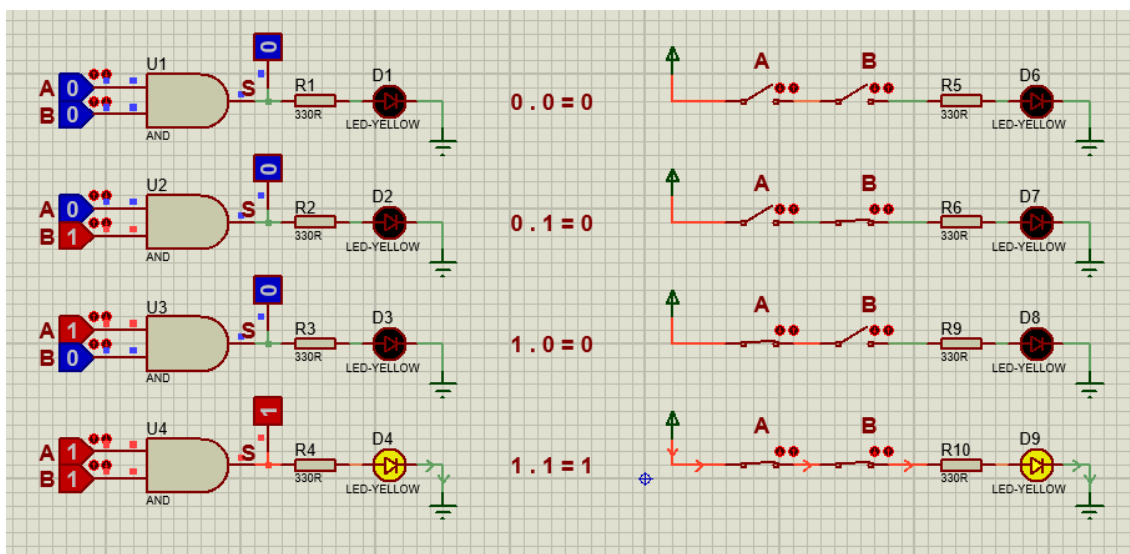 U1 0 R1 D1 A B R5 D6
A 0 S 0 . 0 = 0
B 0 330R 330R
AND LED-YELLOW LED-YELLOW
U2 0 R2 D2 A B R6 D7
A 0 S 0 . 1 = 0
B 1 330R 330R
AND LED-YELLOW LED-YELLOW
U3 0 R3 D3 A B R9 D8
A 1 S 1 . 0 = 0
B 0 330R 330R
AND LED-YELLOW LED-YELLOW
U4 1 R4 D4 A B R10 D9
A 1 S 1 . 1 = 1
B 1 330R 330R
AND LED-YELLOW LED-YELLOW